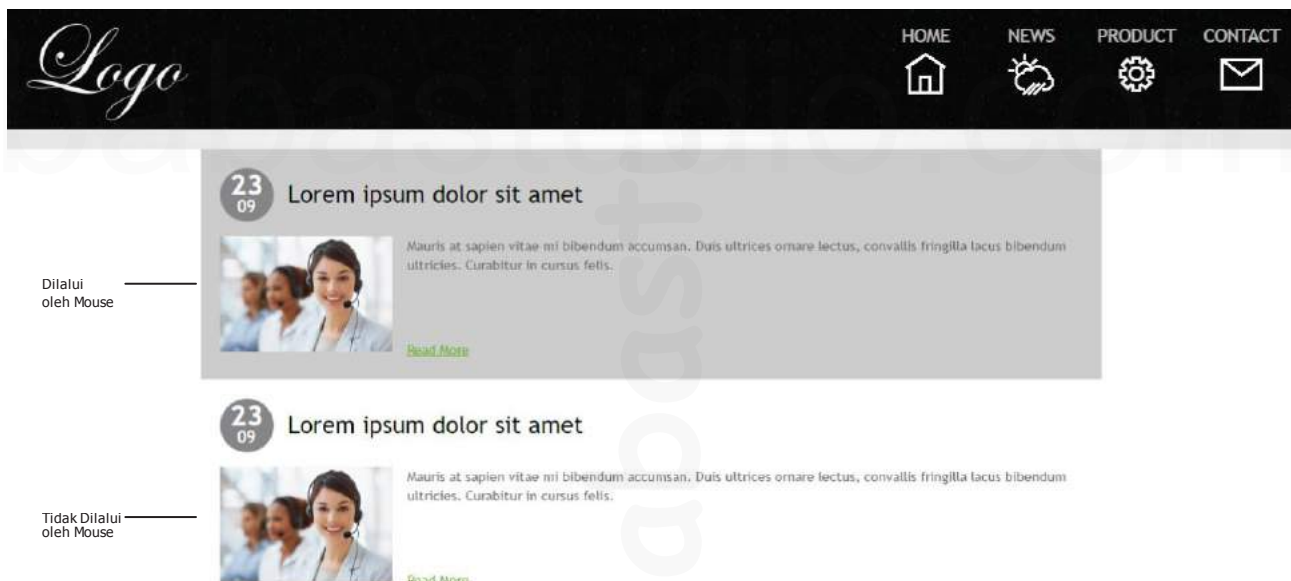 Logo
HOME NEWS PRODUCT CONTACT
23
09
Lorem ipsum dolor sit amet
Mauris at sapien vitae mi bibendum accumsan. Duis ultrices ornare lectus, convallis fringilla lacus bibendum
ultricies. Curabitur in cursus felis.
Dilalui
oleh Mouse
Read More
23
09
Lorem ipsum dolor sit amet
Mauris at sapien vitae mi bibendum accumsan. Duis ultrices ornare lectus, convallis fringilla lacus bibendum
ultricies. Curabitur in cursus felis.
Tidak Dilalui
oleh Mouse
Read More
babastudio.com